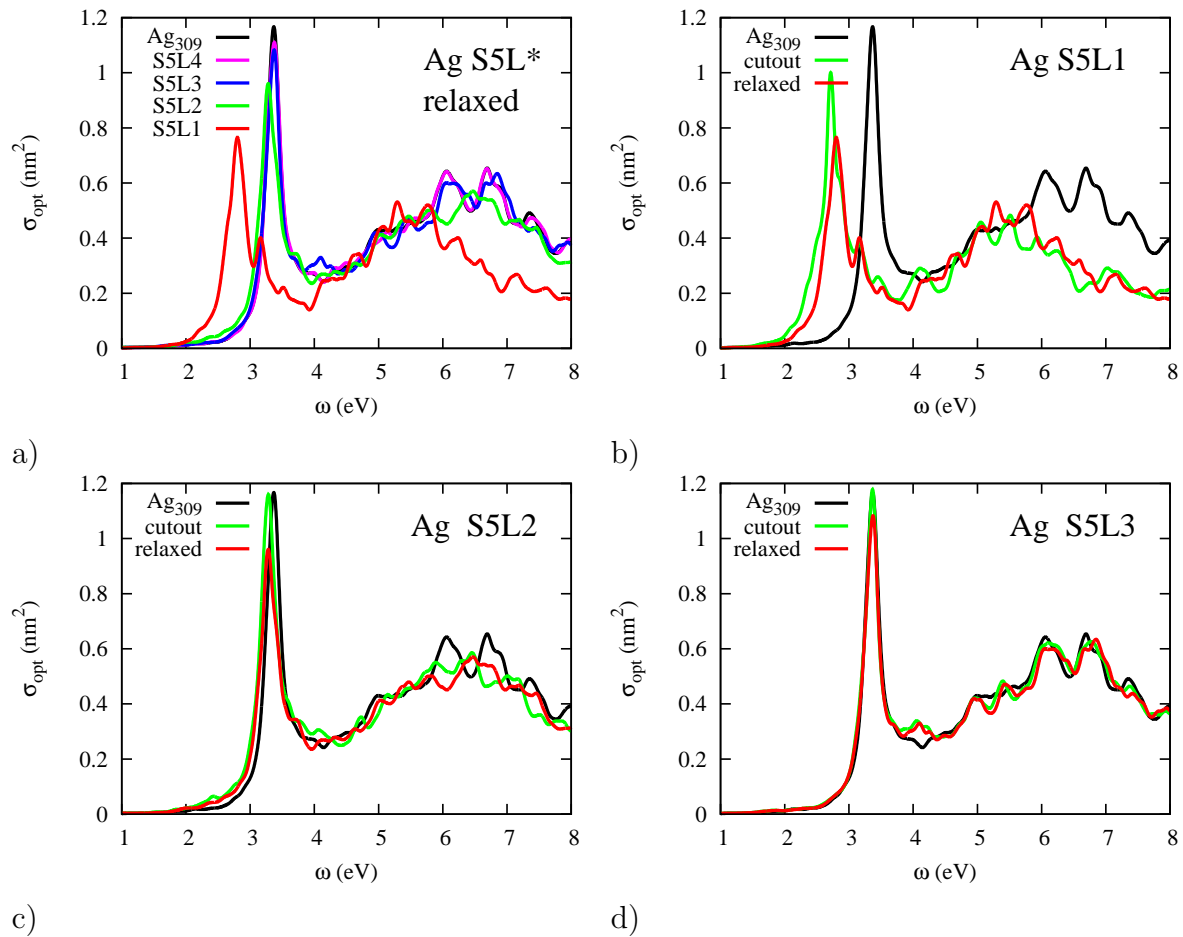 1.2
1
0.8
0.6
0.4
0.2
0
1 2 3 4 5 6 7 8
σopt (nm²)
ω (eV)
Ag₃₀₉
S5L4
S5L3
S5L2
S5L1
Ag S5L*
relaxed
a)
1.2
1
0.8
0.6
0.4
0.2
0
1 2 3 4 5 6 7 8
σopt (nm²)
ω (eV)
Ag₃₀₉
cutout
relaxed
Ag S5L1
b)
1.2
1
0.8
0.6
0.4
0.2
0
1 2 3 4 5 6 7 8
σopt (nm²)
ω (eV)
Ag₃₀₉
cutout
relaxed
Ag S5L2
c)
1.2
1
0.8
0.6
0.4
0.2
0
1 2 3 4 5 6 7 8
σopt (nm²)
ω (eV)
Ag₃₀₉
cutout
relaxed
Ag S5L3
d)